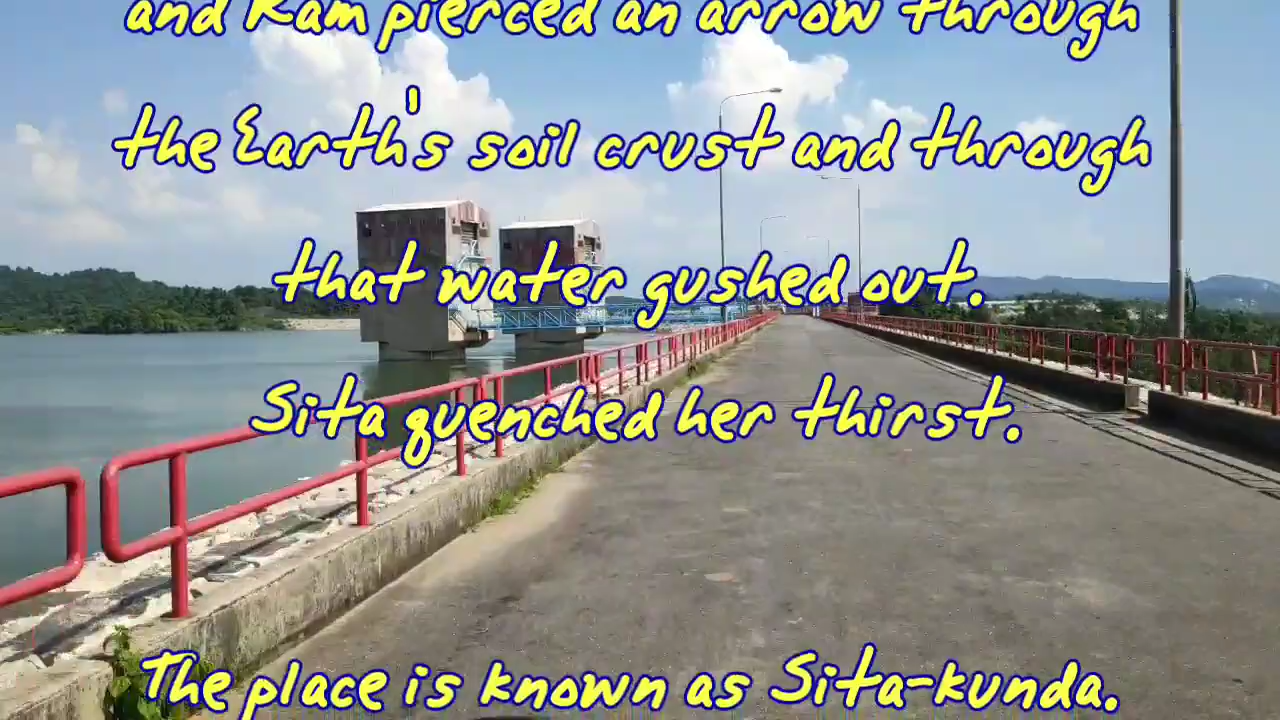 and Ram pierced an arrow through
the Earth's soil crust and through
that water gushed out.
Sita quenched her thirst.
The place is known as Sita-kunda.